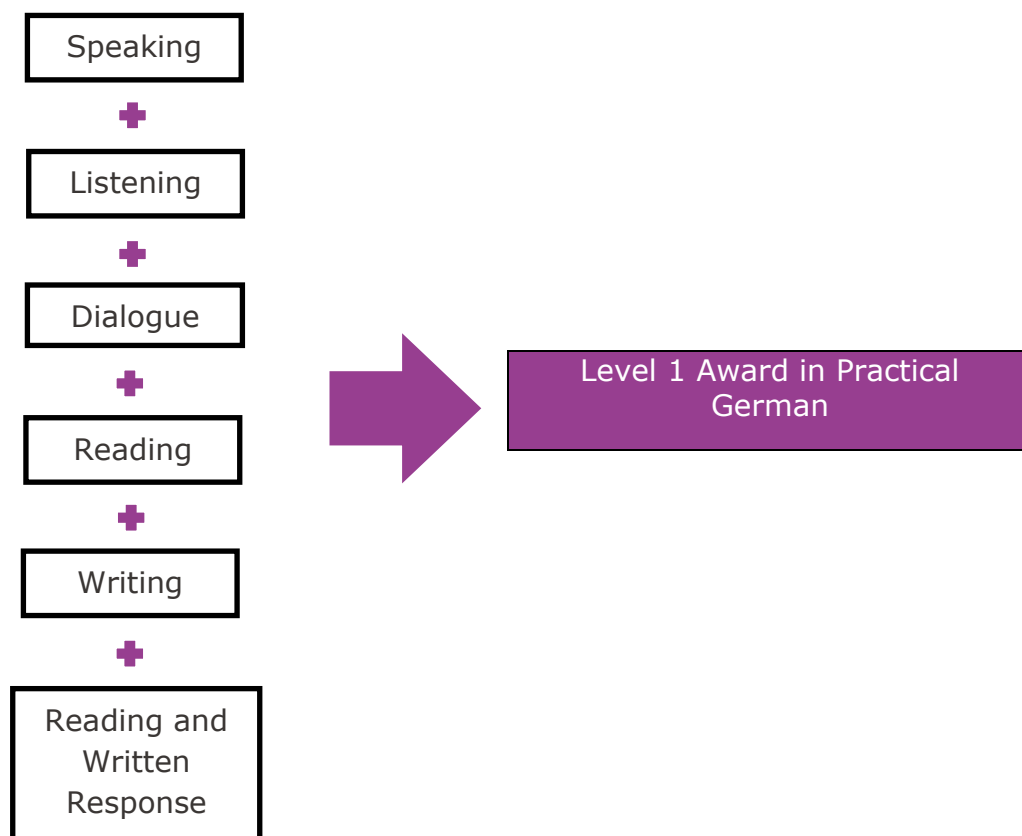 Speaking
Listening
Dialogue
Reading
Writing
Reading and
Written
Response
Level 1 Award in Practical
German